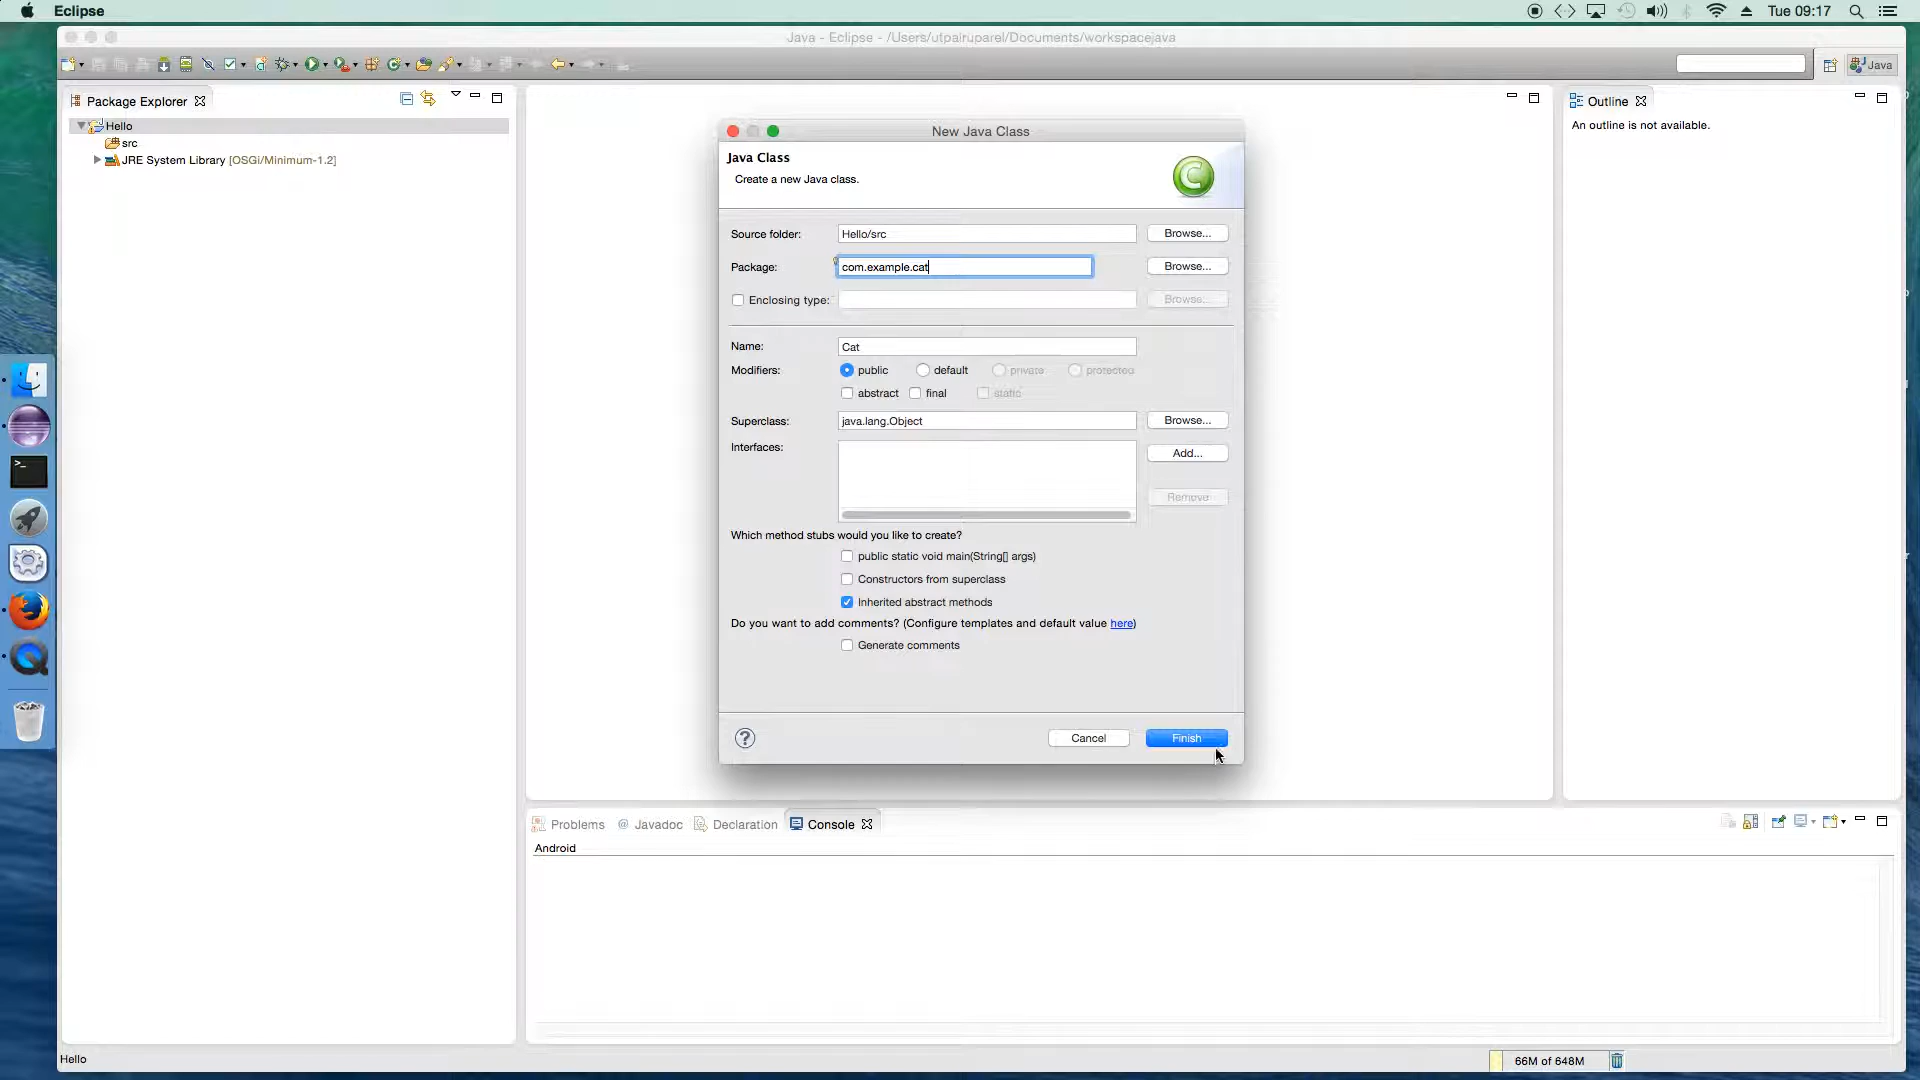 Eclipse
Tue 09:17
Java - Eclipse - /Users/utpalruparel/Documents/workspacejava
Java
Package Explorer
Hello
src
JRE System Library [OSGi/Minimum-1.2]
Outline
An outline is not available.
New Java Class
Java Class
Create a new Java class.
Source folder: Hello/src Browse...
Package: com.example.cat Browse...
Enclosing type: Browse...
Name: Cat
Modifiers: public default private protected
abstract final static
Superclass: java.lang.Object Browse...
Interfaces: Add...
Remove
Which method stubs would you like to create?
public static void main(String[] args)
Constructors from superclass
Inherited abstract methods
Do you want to add comments? (Configure templates and default value here)
Generate comments
? Cancel Finish
Problems @ Javadoc Declaration Console
Android
Hello
66M of 648M